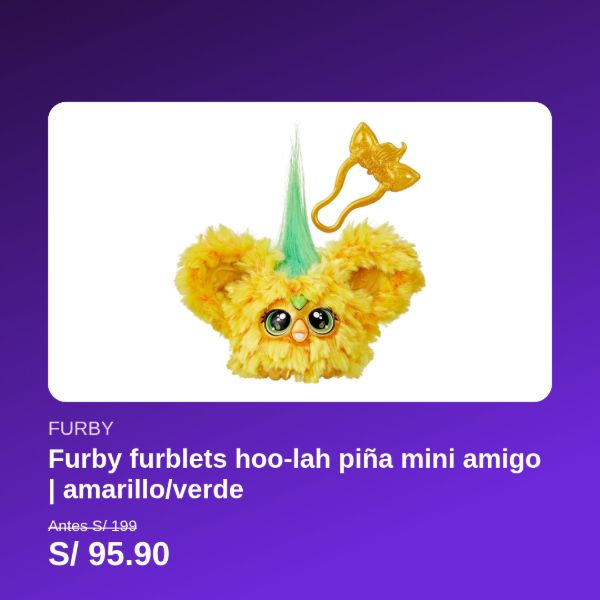 FURBY
Furby furblets hoo-lah piña mini amigo
| amarillo/verde
Antes S/ 199
S/ 95.90